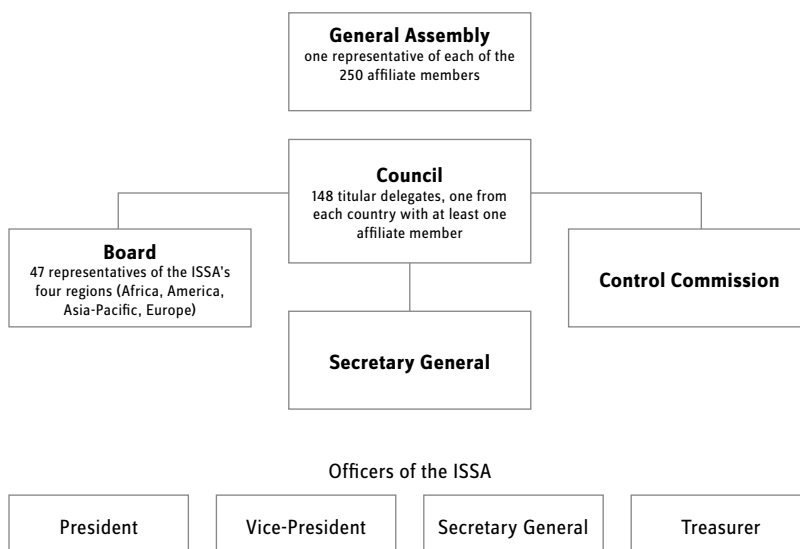 General Assembly
one representative of each of the
250 affiliate members
Council
148 titular delegates, one from
each country with at least one
affiliate member
Board
47 representatives of the ISSA's
four regions (Africa, America,
Asia-Pacific, Europe)
Control Commission
Secretary General
Officers of the ISSA
President
Vice-President
Secretary General
Treasurer